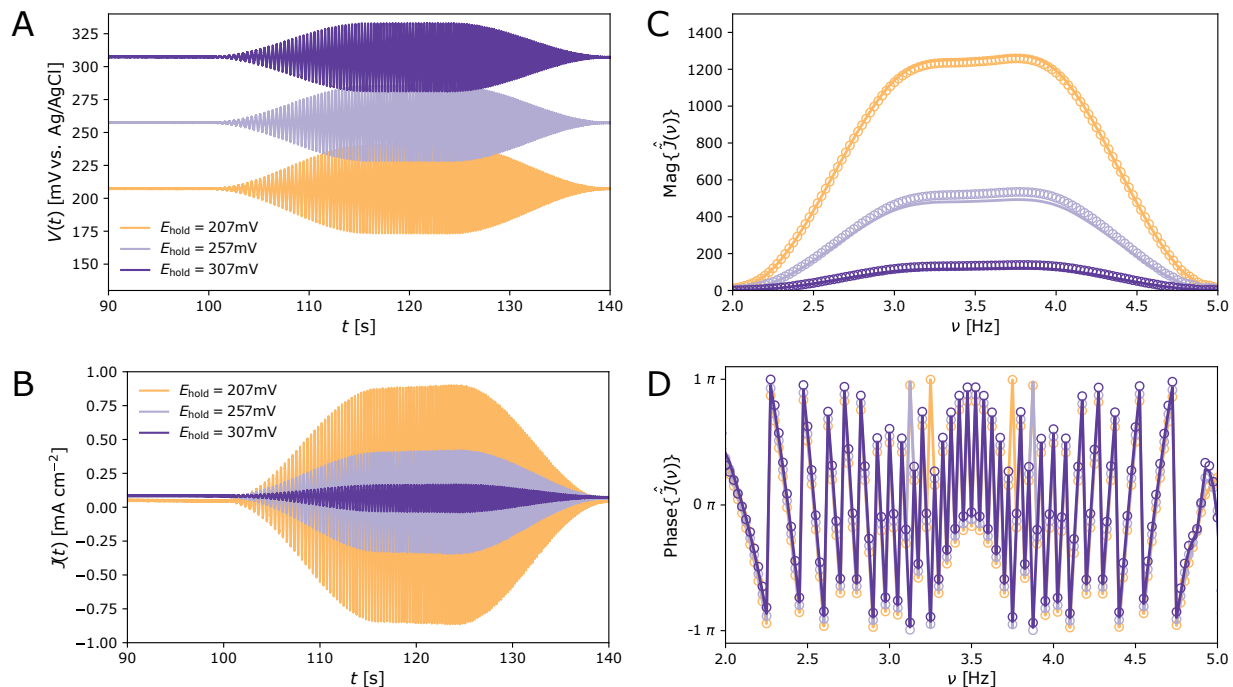 A
V(t) [mV vs. Ag/AgCl]
325
300
275
250
225
200
175
150
E_hold = 207mV
E_hold = 257mV
E_hold = 307mV
90 100 110 120 130 140
t [s]
B
J(t) [mA cm⁻²]
1.00
0.75
0.50
0.25
0.00
−0.25
−0.50
−0.75
−1.00
E_hold = 207mV
E_hold = 257mV
E_hold = 307mV
90 100 110 120 130 140
t [s]
C
Mag{J̃̂(ν)}
1400
1200
1000
800
600
400
200
0
2.0 2.5 3.0 3.5 4.0 4.5 5.0
ν [Hz]
D
Phase{J̃̂(ν)}
1 π
0 π
-1 π
2.0 2.5 3.0 3.5 4.0 4.5 5.0
ν [Hz]